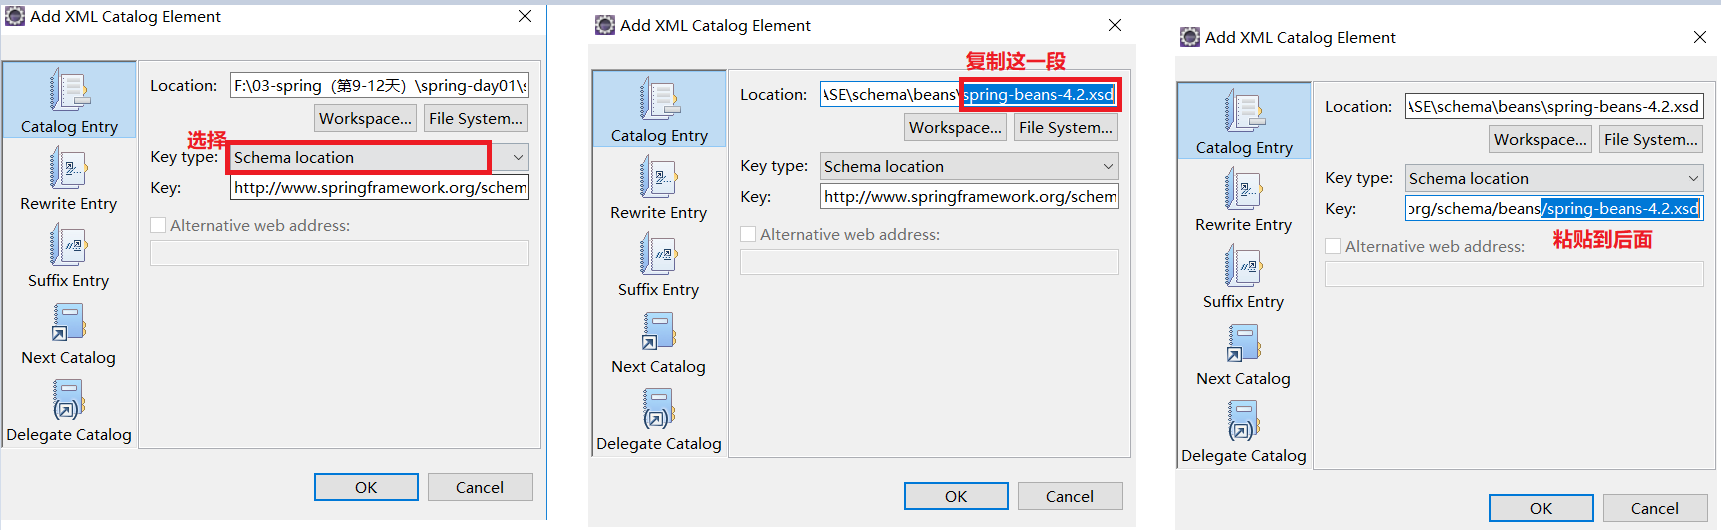 Add XML Catalog Element
Location:
F:\03-spring（第9-12天）\spring-day01\s
Workspace...
File System...
选择
Key type:
Schema location
Key:
http://www.springframework.org/schem
Alternative web address:
Catalog Entry
Rewrite Entry
Suffix Entry
Next Catalog
Delegate Catalog
OK
Cancel
Add XML Catalog Element
复制这一段
Location:
ASE\schema\beans\spring-beans-4.2.xsd
Workspace...
File System...
Key type:
Schema location
Key:
http://www.springframework.org/schem
Alternative web address:
Catalog Entry
Rewrite Entry
Suffix Entry
Next Catalog
Delegate Catalog
OK
Cancel
Add XML Catalog Element
Location:
ASE\schema\beans\spring-beans-4.2.xsd
Workspace...
File System...
Key type:
Schema location
Key:
org/schema/beans/spring-beans-4.2.xsd
粘贴到后面
Alternative web address:
Catalog Entry
Rewrite Entry
Suffix Entry
Next Catalog
Delegate Catalog
OK
Cancel